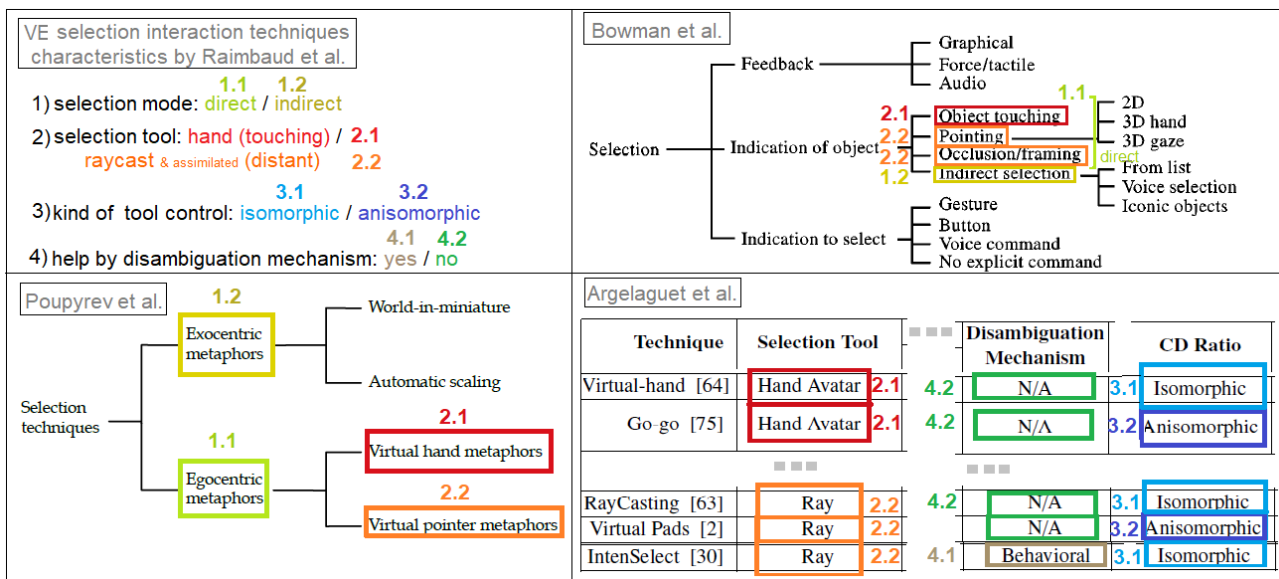 VE selection interaction techniques
characteristics by Raimbaud et al.
1.1 1.2
1) selection mode: direct / indirect
2) selection tool: hand (touching) / 2.1
raycast & assimilated (distant) 2.2
3.1 3.2
3) kind of tool control: isomorphic / anisomorphic
4.1 4.2
4) help by disambiguation mechanism: yes / no
Bowman et al.
Selection
Feedback
Graphical
Force/tactile
Audio
Indication of object
2.1 Object touching
2.2 Pointing
2.2 Occlusion/framing
1.2 Indirect selection
1.1
direct
2D
3D hand
3D gaze
From list
Voice selection
Iconic objects
Indication to select
Gesture
Button
Voice command
No explicit command
Poupyrev et al.
Selection
techniques
1.2
Exocentric
metaphors
World-in-miniature
Automatic scaling
1.1
Egocentric
metaphors
2.1
Virtual hand metaphors
2.2
Virtual pointer metaphors
Argelaguet et al.
Technique Selection Tool Disambiguation Mechanism CD Ratio
Virtual-hand [64] Hand Avatar 2.1 4.2 N/A 3.1 Isomorphic
Go-go [75] Hand Avatar 2.1 4.2 N/A 3.2 Anisomorphic
RayCasting [63] Ray 2.2 4.2 N/A 3.1 Isomorphic
Virtual Pads [2] Ray 2.2 N/A 3.2 Anisomorphic
IntenSelect [30] Ray 2.2 4.1 Behavioral 3.1 Isomorphic